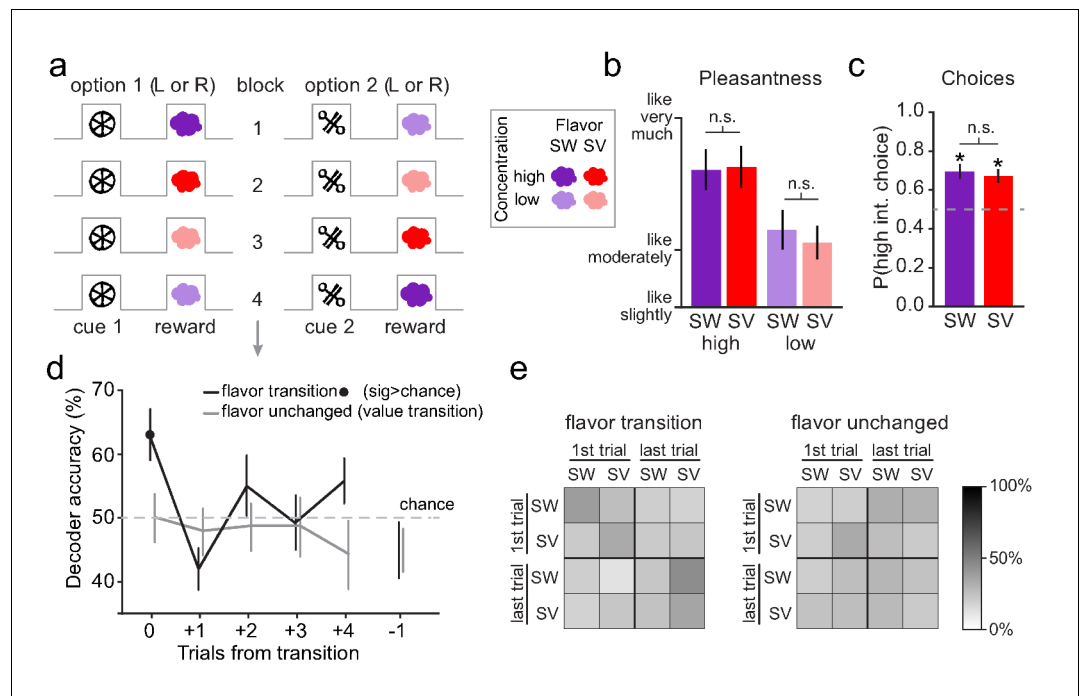 a
option 1 (L or R) block option 2 (L or R)
1
2
3
4
cue 1 reward cue 2 reward
Concentration
Flavor
SW SV
high
low
b
Pleasantness
like
very
much
like
moderately
like
slightly
n.s.
n.s.
SW SV SW SV
high low
c
Choices
P(high int. choice)
1.0
0.8
0.6
0.4
0.2
0.0
n.s.
* *
SW SV
d
Decoder accuracy (%)
70
60
50
40
flavor transition (sig>chance)
flavor unchanged (value transition)
chance
0 +1 +2 +3 +4 -1
Trials from transition
e
flavor transition
1st trial last trial
SW SV SW SV
1st trial
SW
SV
last trial
SW
SV
flavor unchanged
1st trial last trial
SW SV SW SV
1st trial
SW
SV
last trial
SW
SV
100%
50%
0%